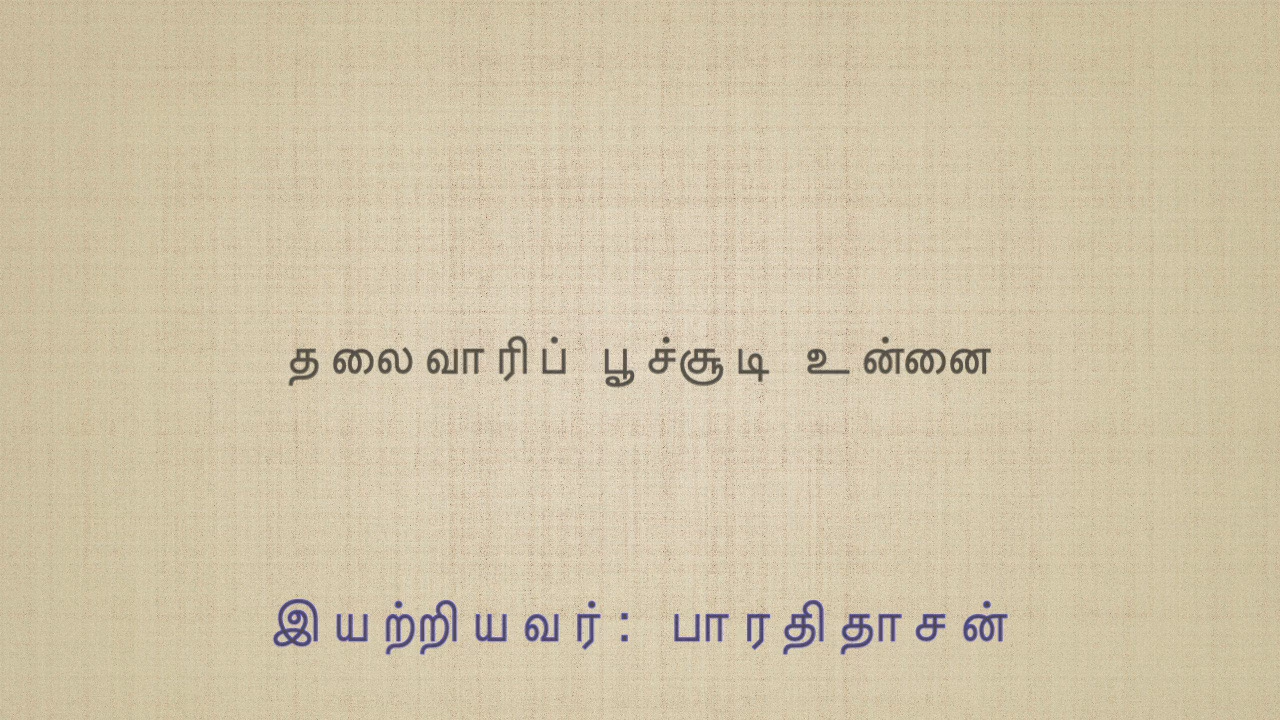 தலைவாரிப் பூச்சூடி உன்னை
இயற்றியவர்: பாரதிதாசன்